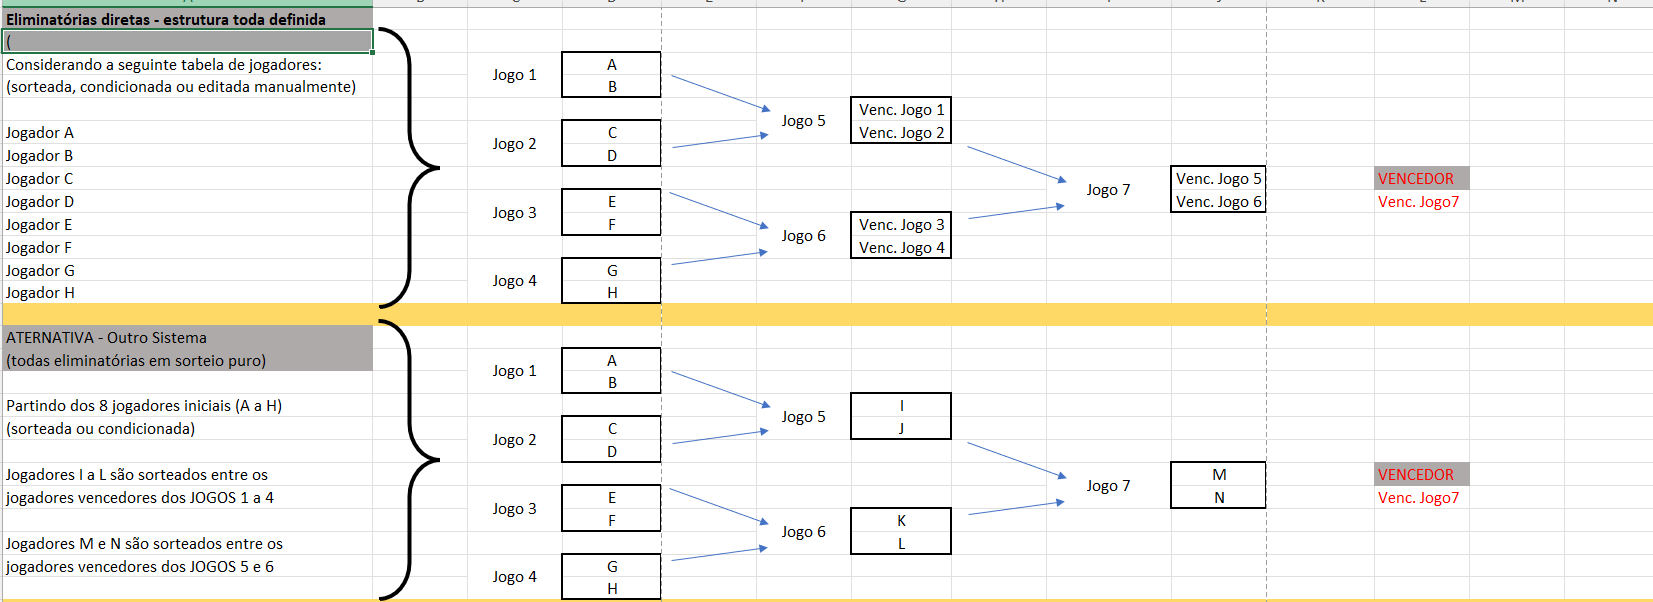 Eliminatórias diretas - estrutura toda definida
(
Considerando a seguinte tabela de jogadores:
(sorteada, condicionada ou editada manualmente)
Jogador A
Jogador B
Jogador C
Jogador D
Jogador E
Jogador F
Jogador G
Jogador H
Jogo 1
A
B
Jogo 2
C
D
Jogo 3
E
F
Jogo 4
G
H
Jogo 5
Venc. Jogo 1
Venc. Jogo 2
Jogo 6
Venc. Jogo 3
Venc. Jogo 4
Jogo 7
Venc. Jogo 5
Venc. Jogo 6
VENCEDOR
Venc. Jogo7
ATERNATIVA - Outro Sistema
(todas eliminatórias em sorteio puro)
Partindo dos 8 jogadores iniciais (A a H)
(sorteada ou condicionada)
Jogadores I a L são sorteados entre os
jogadores vencedores dos JOGOS 1 a 4
Jogadores M e N são sorteados entre os
jogadores vencedores dos JOGOS 5 e 6
Jogo 1
A
B
Jogo 2
C
D
Jogo 3
E
F
Jogo 4
G
H
Jogo 5
I
J
Jogo 6
K
L
Jogo 7
M
N
VENCEDOR
Venc. Jogo7